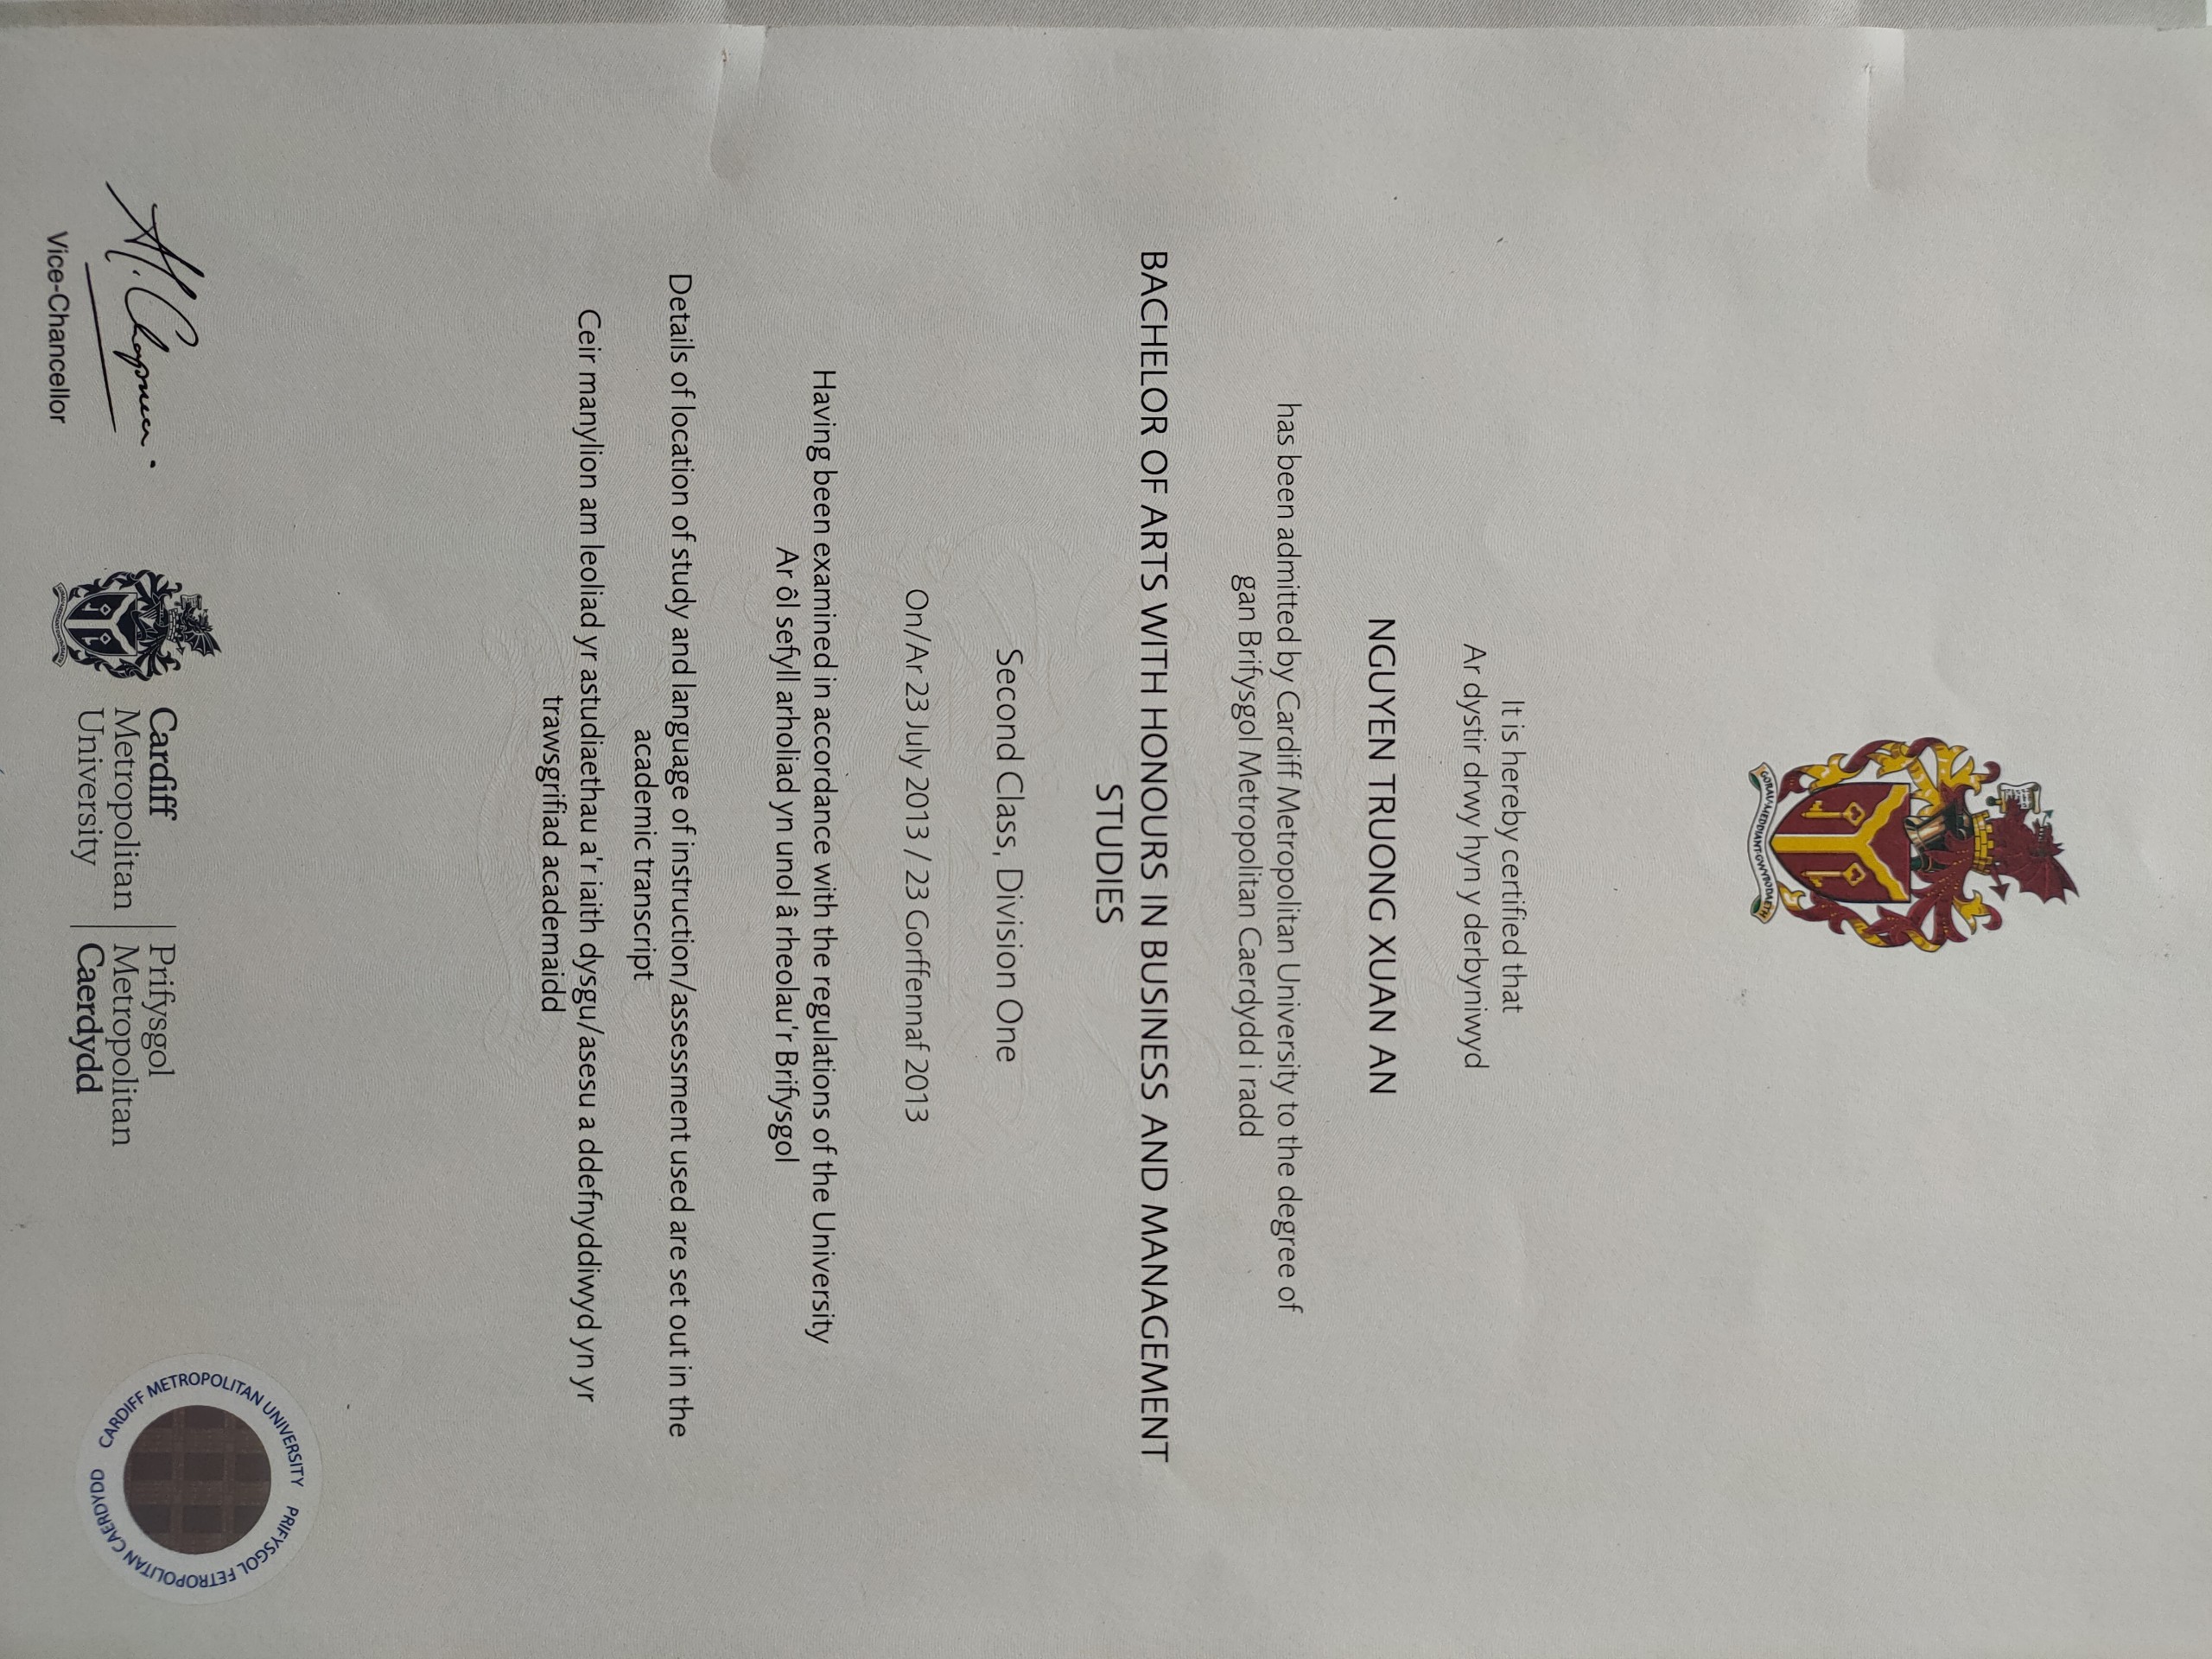 GORAU·MEDDIANT·GWYBODAETH
It is hereby certified that
Ar dystir drwy hyn y derbyniwyd
NGUYEN TRUONG XUAN AN
has been admitted by Cardiff Metropolitan University to the degree of
gan Brifysgol Metropolitan Caerdydd i radd
BACHELOR OF ARTS WITH HONOURS IN BUSINESS AND MANAGEMENT
STUDIES
Second Class, Division One
On/Ar 23 July 2013 / 23 Gorffennaf 2013
Having been examined in accordance with the regulations of the University
Ar ôl sefyll arholiad yn unol â rheolau'r Brifysgol
Details of location of study and language of instruction/assessment used are set out in the
academic transcript
Ceir manylion am leoliad yr astudiaethau a'r iaith dysgu/asesu a ddefnyddiwyd yn yr
trawsgrifiad academaidd
A. Chapman.
Vice-Chancellor
GORAU·MEDDIANT·GWYBODAETH
Cardiff
Metropolitan
University
Prifysgol
Metropolitan
Caerdydd
CARDIFF METROPOLITAN UNIVERSITY
PRIFYSGOL FETROPOLITAN CAERDYDD